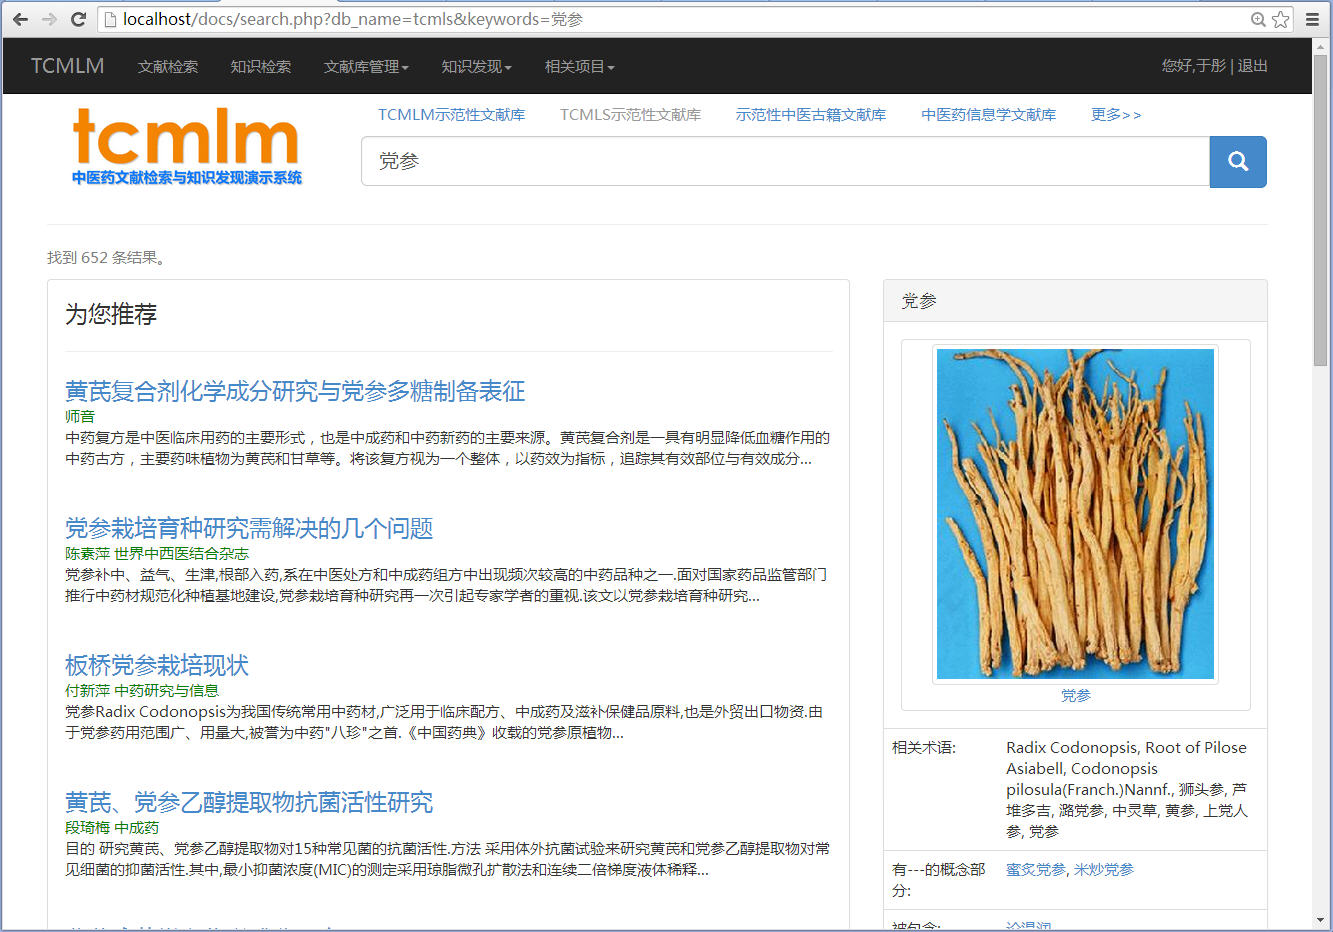 localhost/docs/search.php?db_name=tcmls&keywords=党参
TCMLM 文献检索 知识检索 文献库管理 知识发现 相关项目 您好,于彤 | 退出
tcmlm
中医药文献检索与知识发现演示系统
TCMLM示范性文献库 TCMLS示范性文献库 示范性中医古籍文献库 中医药信息学文献库 更多>>
党参
找到 652 条结果。
为您推荐
黄芪复合剂化学成分研究与党参多糖制备表征
师音
中药复方是中医临床用药的主要形式，也是中成药和中药新药的主要来源。黄芪复合剂是一具有明显降低血糖作用的
中药古方，主要药味植物为黄芪和甘草等。将该复方视为一个整体，以药效为指标，追踪其有效部位与有效成分...
党参栽培育种研究需解决的几个问题
陈素萍 世界中西医结合杂志
党参补中、益气、生津,根部入药,系在中医处方和中成药组方中出现频次较高的中药品种之一.面对国家药品监管部门
推行中药材规范化种植基地建设,党参栽培育种研究再一次引起专家学者的重视.该文以党参栽培育种研究...
板桥党参栽培现状
付新萍 中药研究与信息
党参Radix Codonopsis为我国传统常用中药材,广泛用于临床配方、中成药及滋补保健品原料,也是外贸出口物资.由
于党参药用范围广、用量大,被誉为中药"八珍"之首.《中国药典》收载的党参原植物...
黄芪、党参乙醇提取物抗菌活性研究
段琦梅 中成药
目的 研究黄芪、党参乙醇提取物对15种常见菌的抗菌活性.方法 采用体外抗菌试验来研究黄芪和党参乙醇提取物对常
见细菌的抑菌活性.其中,最小抑菌浓度(MIC)的测定采用琼脂微孔扩散法和连续二倍梯度液体稀释...
党参
党参
相关术语: Radix Codonopsis, Root of Pilose
Asiabell, Codonopsis
pilosula(Franch.)Nannf., 狮头参, 芦
堆多吉, 潞党参, 中灵草, 黄参, 上党人
参, 党参
有---的概念部 蜜炙党参, 米炒党参
分:
被包含: